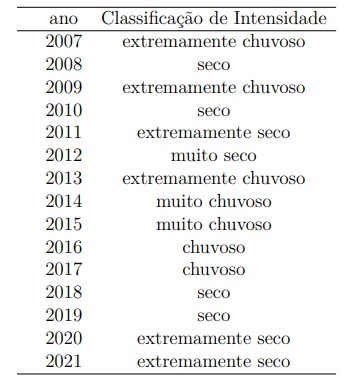 ano Classificação de Intensidade
2007 extremamente chuvoso
2008 seco
2009 extremamente chuvoso
2010 seco
2011 extremamente seco
2012 muito seco
2013 extremamente chuvoso
2014 muito chuvoso
2015 muito chuvoso
2016 chuvoso
2017 chuvoso
2018 seco
2019 seco
2020 extremamente seco
2021 extremamente seco